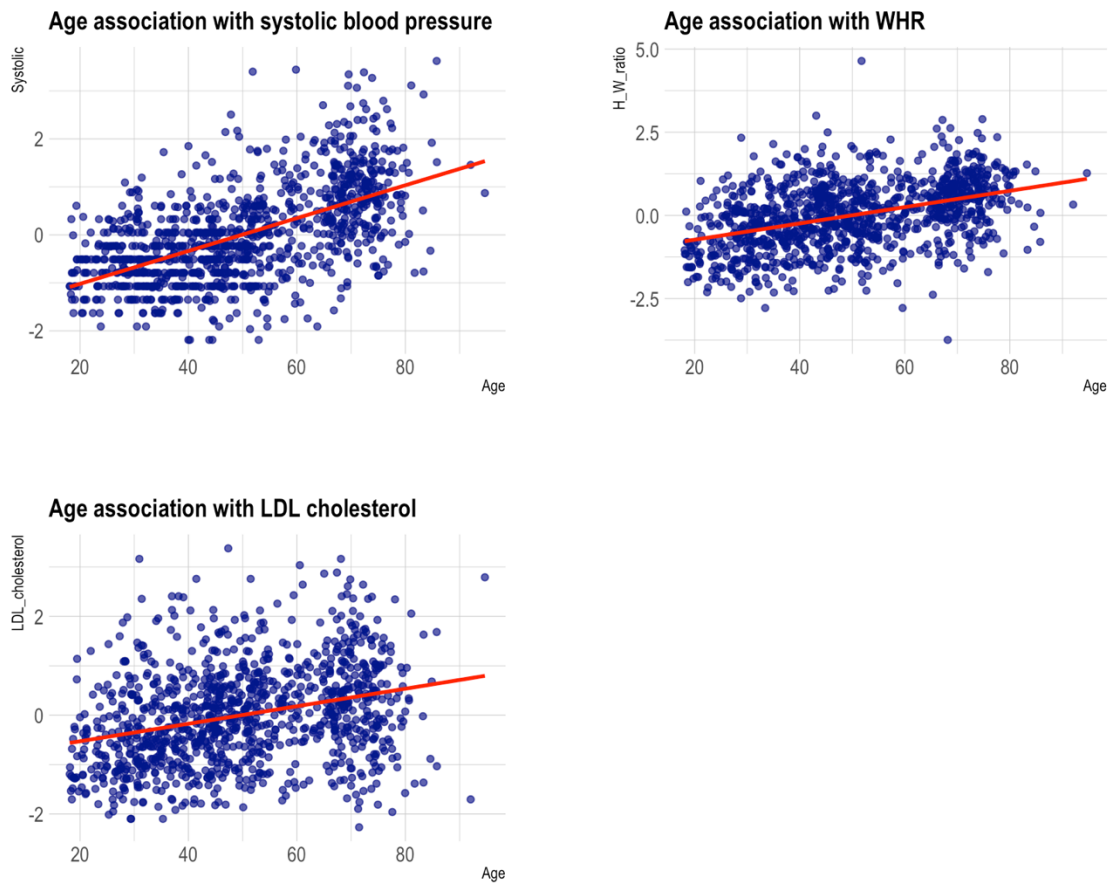 Age association with systolic blood pressure
Systolic
2
0
-2
20 40 60 80
Age
Age association with WHR
H_W_ratio
5.0
2.5
0.0
-2.5
20 40 60 80
Age
Age association with LDL cholesterol
LDL_cholesterol
2
0
-2
20 40 60 80
Age